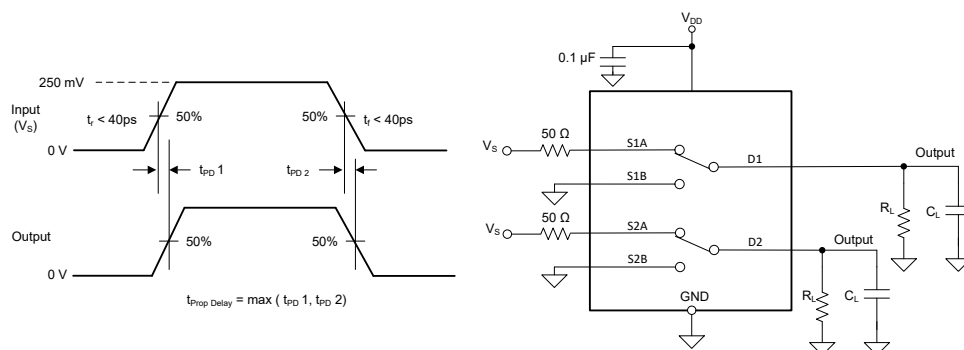 250 mV
Input
(VS)
tr < 40ps
50%
50%
tf < 40ps
0 V
tPD 1
tPD 2
Output
50%
50%
0 V
tProp Delay = max ( tPD 1, tPD 2)
VDD
0.1 µF
50 Ω
VS
S1A
D1
Output
S1B
RL
CL
50 Ω
VS
S2A
D2
Output
S2B
RL
CL
GND